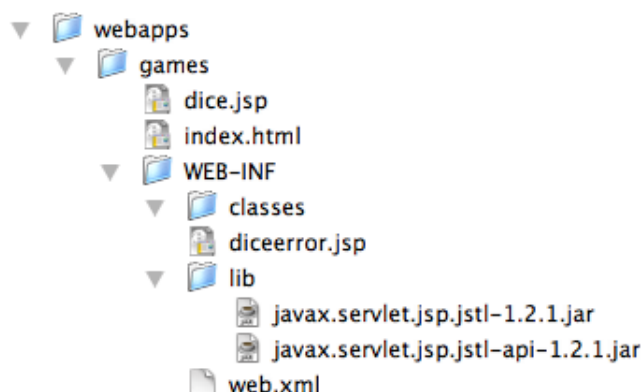 webapps
games
dice.jsp
index.html
WEB-INF
classes
diceerror.jsp
lib
javax.servlet.jsp.jstl-1.2.1.jar
javax.servlet.jsp.jstl-api-1.2.1.jar
web.xml